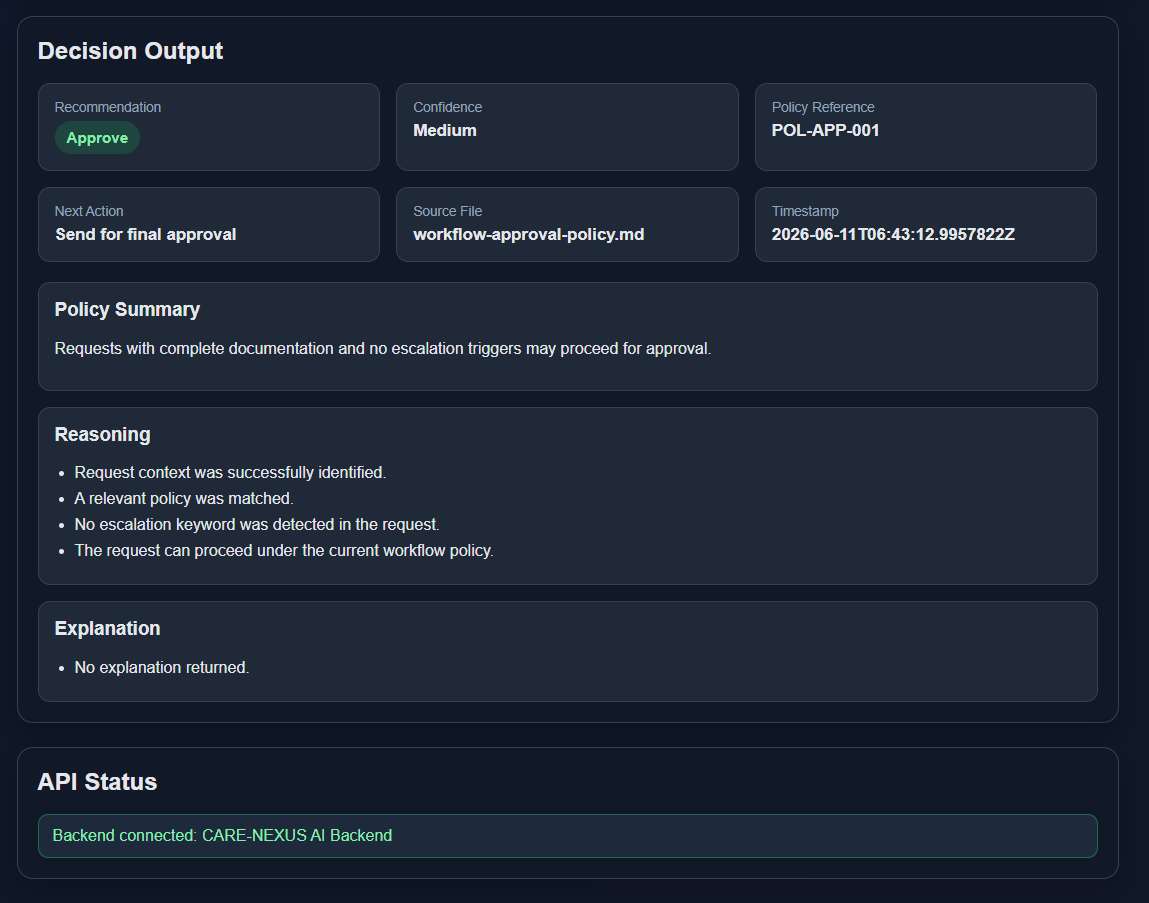 Decision Output
Recommendation
Approve
Confidence
Medium
Policy Reference
POL-APP-001
Next Action
Send for final approval
Source File
workflow-approval-policy.md
Timestamp
2026-06-11T06:43:12.9957822Z
Policy Summary
Requests with complete documentation and no escalation triggers may proceed for approval.
Reasoning
• Request context was successfully identified.
• A relevant policy was matched.
• No escalation keyword was detected in the request.
• The request can proceed under the current workflow policy.
Explanation
• No explanation returned.
API Status
Backend connected: CARE-NEXUS AI Backend